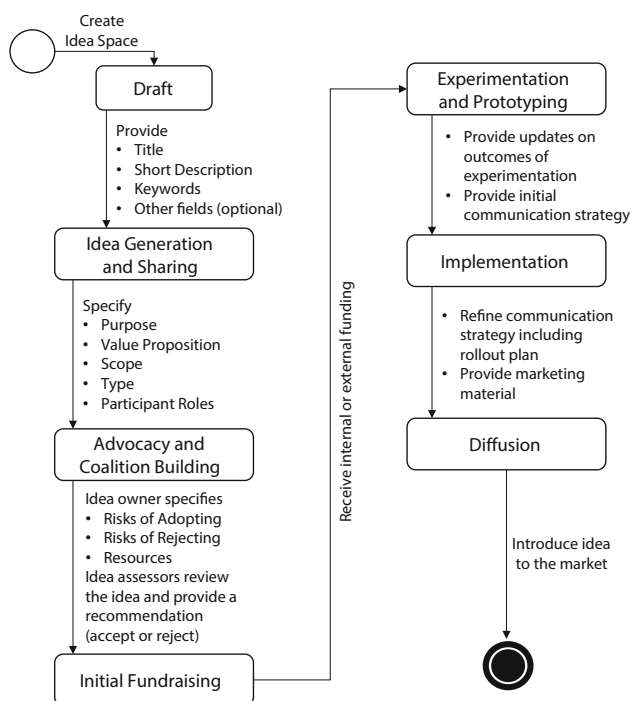 Create
Idea Space
Draft
Provide
• Title
• Short Description
• Keywords
• Other fields (optional)
Idea Generation
and Sharing
Specify
• Purpose
• Value Proposition
• Scope
• Type
• Participant Roles
Advocacy and
Coalition Building
Idea owner specifies
• Risks of Adopting
• Risks of Rejecting
• Resources
Idea assessors review
the idea and provide a
recommendation
(accept or reject)
Initial Fundraising
Receive internal or external funding
Experimentation
and Prototyping
• Provide updates on
outcomes of
experimentation
• Provide initial
communication strategy
Implementation
• Refine communication
strategy including
rollout plan
• Provide marketing
material
Diffusion
Introduce idea
to the market